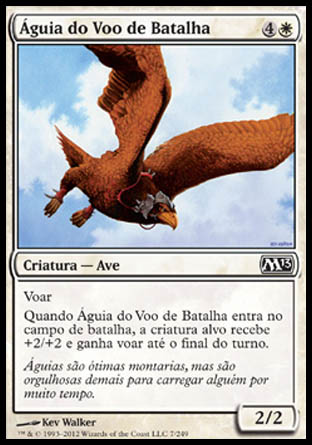 Águia do Voo de Batalha 4
Criatura — Ave M13
Voar
Quando Águia do Voo de Batalha entra no
campo de batalha, a criatura alvo recebe
+2/+2 e ganha voar até o final do turno.
Águias são ótimas montarias, mas são
orgulhosas demais para carregar alguém por
muito tempo.
Kev Walker
™ & © 1993–2012 Wizards of the Coast LLC 7/249
2/2